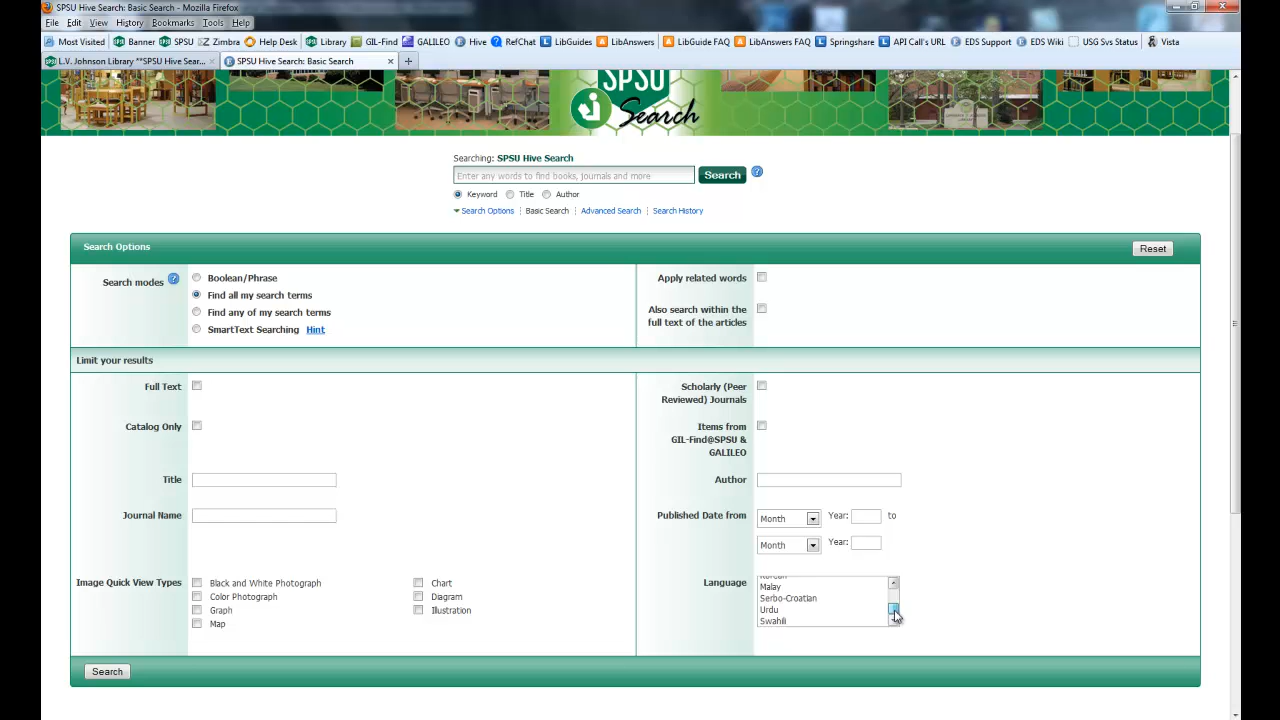 SPSU Hive Search: Basic Search - Mozilla Firefox
File Edit View History Bookmarks Tools Help
Most Visited Banner SPSU Zimbra Help Desk Library GIL-Find GALILEO Hive RefChat LibGuides LibAnswers LibGuide FAQ LibAnswers FAQ Springshare API Call's URL EDS Support EDS Wiki USG Sys Status Vista
L.V. Johnson Library **SPSU Hive Sear... SPSU Hive Search: Basic Search
SPSU
Search
Searching: SPSU Hive Search
Enter any words to find books, journals and more Search
Keyword Title Author
Search Options Basic Search Advanced Search Search History
Search Options Reset
Search modes Boolean/Phrase
Find all my search terms
Find any of my search terms
SmartText Searching Hint
Apply related words
Also search within the
full text of the articles
Limit your results
Full Text
Scholarly (Peer
Reviewed) Journals
Catalog Only
Items from
GIL-Find@SPSU &
GALILEO
Title
Author
Journal Name
Published Date from Month Year: to
Month Year:
Image Quick View Types Black and White Photograph Chart
Color Photograph Diagram
Graph Illustration
Map
Language Korean
Malay
Serbo-Croatian
Urdu
Swahili
Search